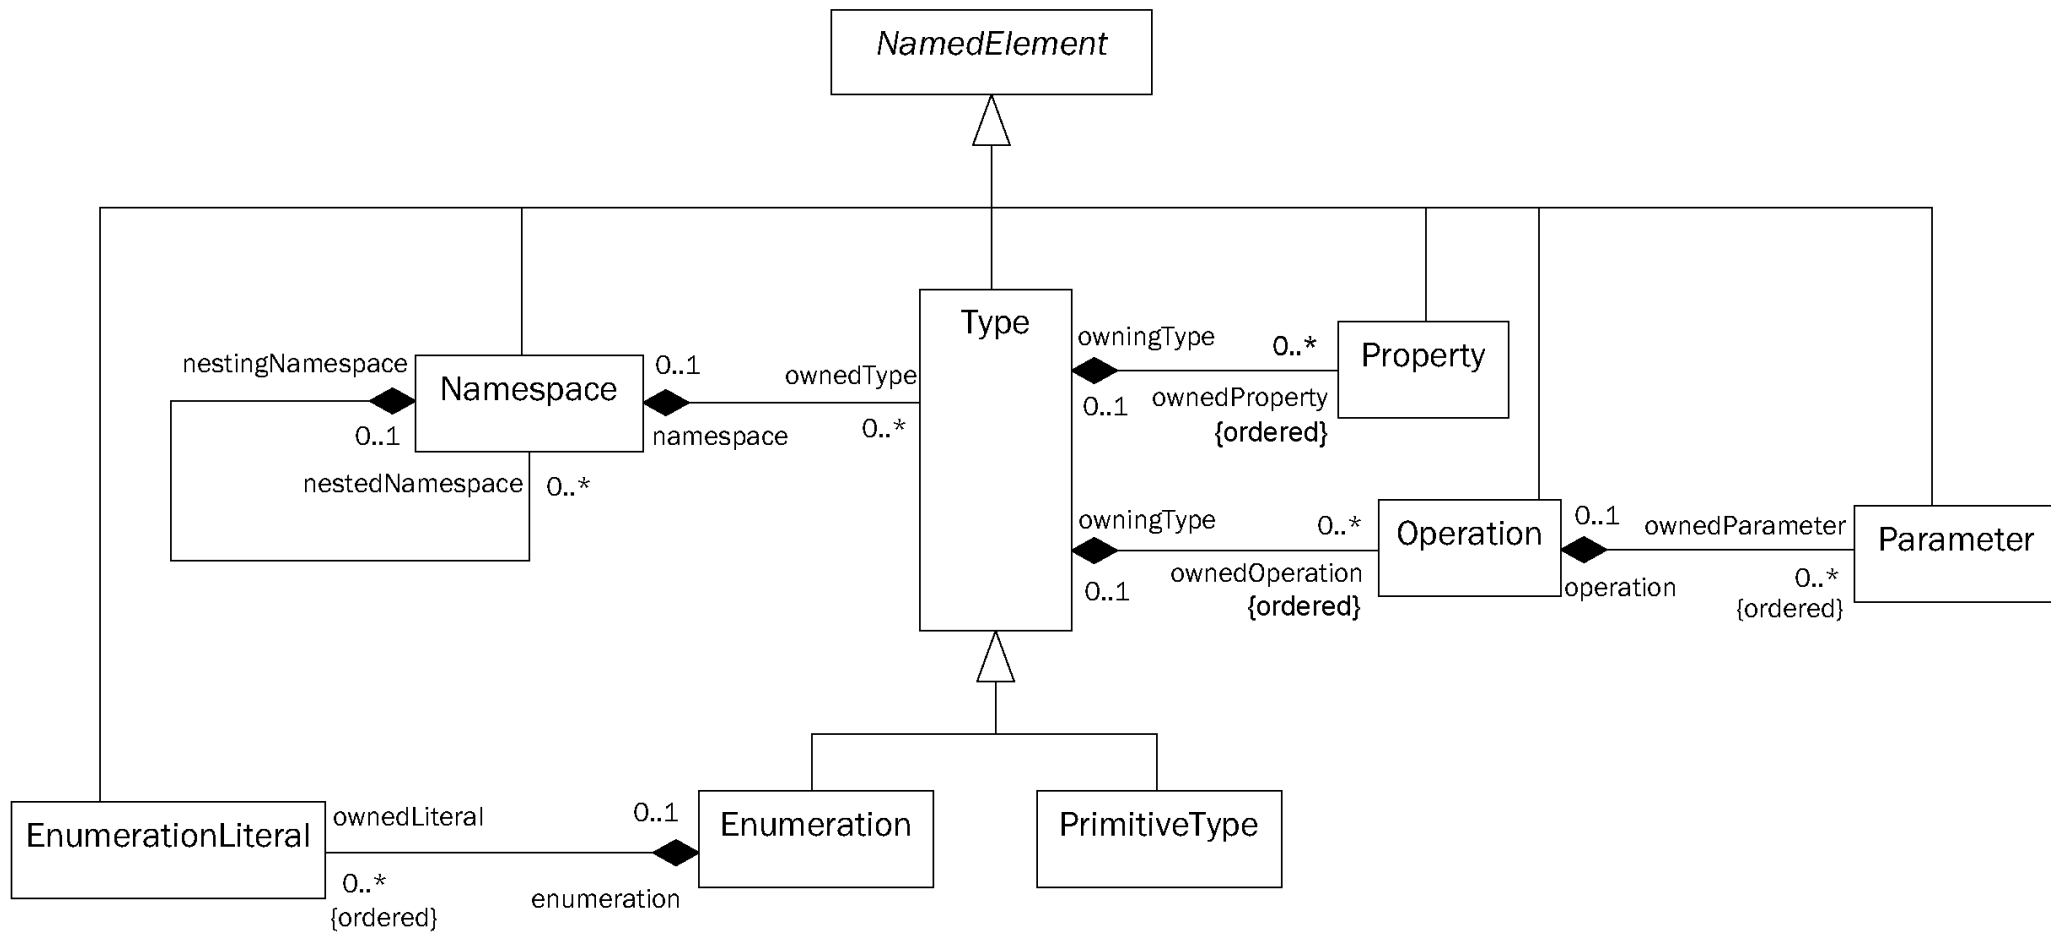 NamedElement
Type
owningType
0..*
Property
nestingNamespace
0..1
ownedType
Namespace
0..1
ownedProperty
{ordered}
0..1
namespace
0..*
nestedNamespace
0..*
owningType
0..*
Operation
0..1
ownedParameter
Parameter
ownedOperation
0..1
{ordered}
operation
0..*
{ordered}
ownedLiteral
0..1
Enumeration
PrimitiveType
EnumerationLiteral
0..*
enumeration
{ordered}